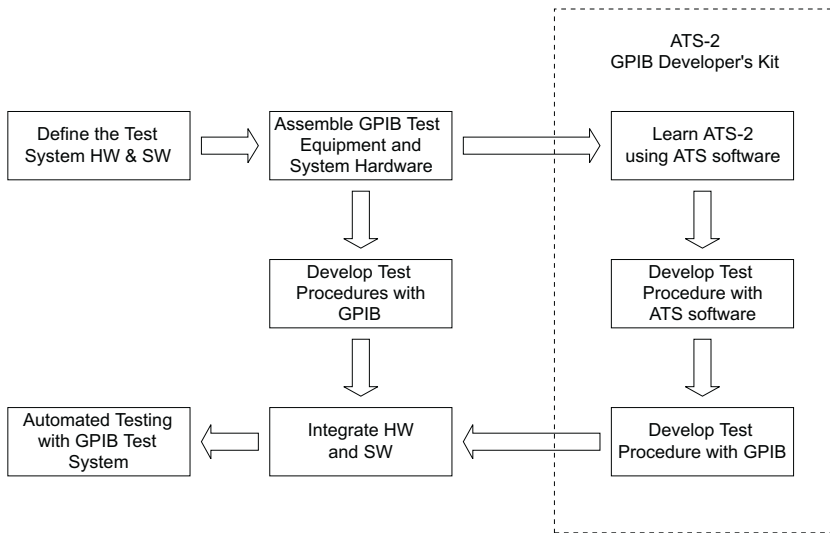 ATS-2
GPIB Developer's Kit
Define the Test
System HW & SW
Assemble GPIB Test
Equipment and
System Hardware
Learn ATS-2
using ATS software
Develop Test
Procedures with
GPIB
Develop Test
Procedure with
ATS software
Automated Testing
with GPIB Test
System
Integrate HW
and SW
Develop Test
Procedure with GPIB